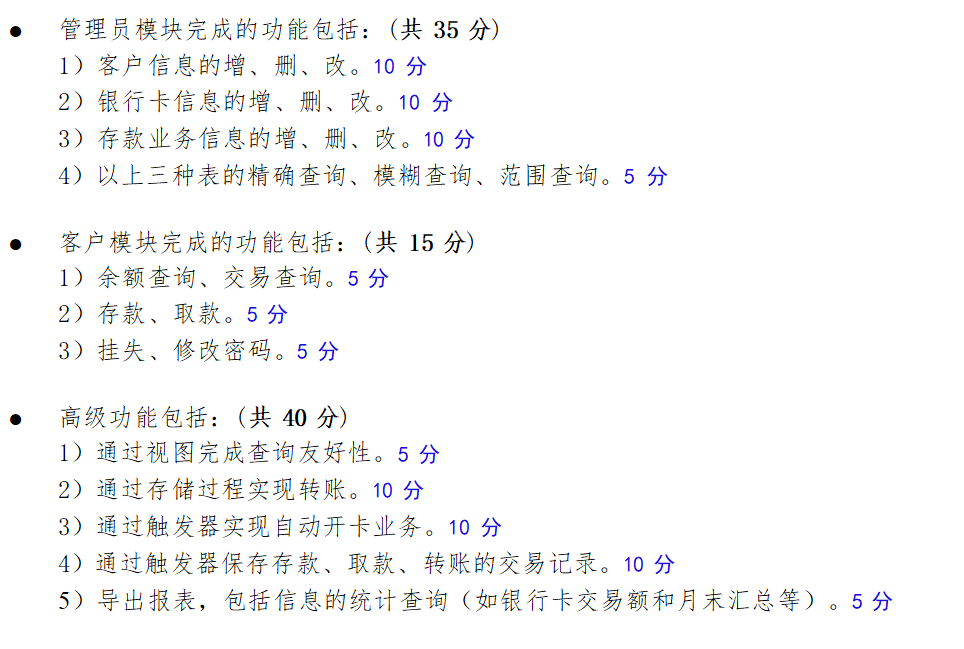 ● 管理员模块完成的功能包括：(共 35 分)
1）客户信息的增、删、改。10 分
2）银行卡信息的增、删、改。10 分
3）存款业务信息的增、删、改。10 分
4）以上三种表的精确查询、模糊查询、范围查询。5 分
● 客户模块完成的功能包括：(共 15 分)
1）余额查询、交易查询。5 分
2）存款、取款。5 分
3）挂失、修改密码。5 分
● 高级功能包括：(共 40 分)
1）通过视图完成查询友好性。5 分
2）通过存储过程实现转账。10 分
3）通过触发器实现自动开卡业务。10 分
4）通过触发器保存存款、取款、转账的交易记录。10 分
5）导出报表，包括信息的统计查询（如银行卡交易额和月末汇总等）。5 分